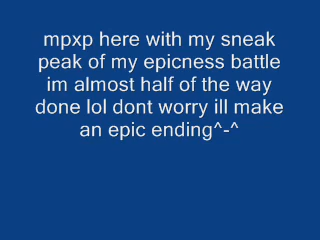 mpxp here with my sneak
peak of my epicness battle
im almost half of the way
done lol dont worry ill make
an epic ending^-^